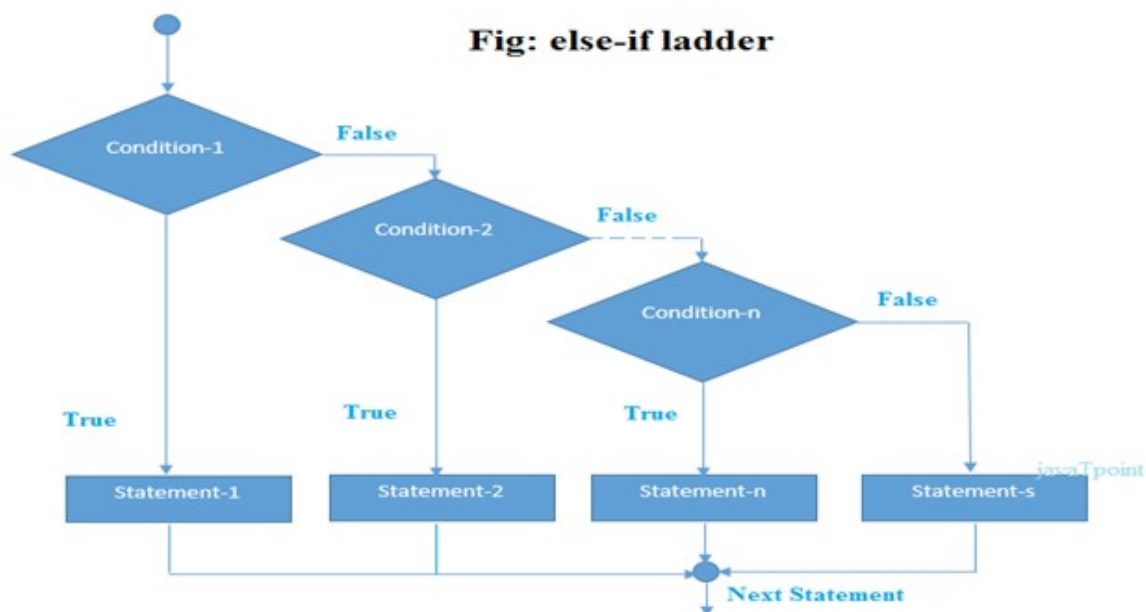 Fig: else-if ladder
Condition-1
False
Condition-2
False
Condition-n
False
True
True
True
Statement-1
Statement-2
Statement-n
Statement-s
javaTpoint
Next Statement